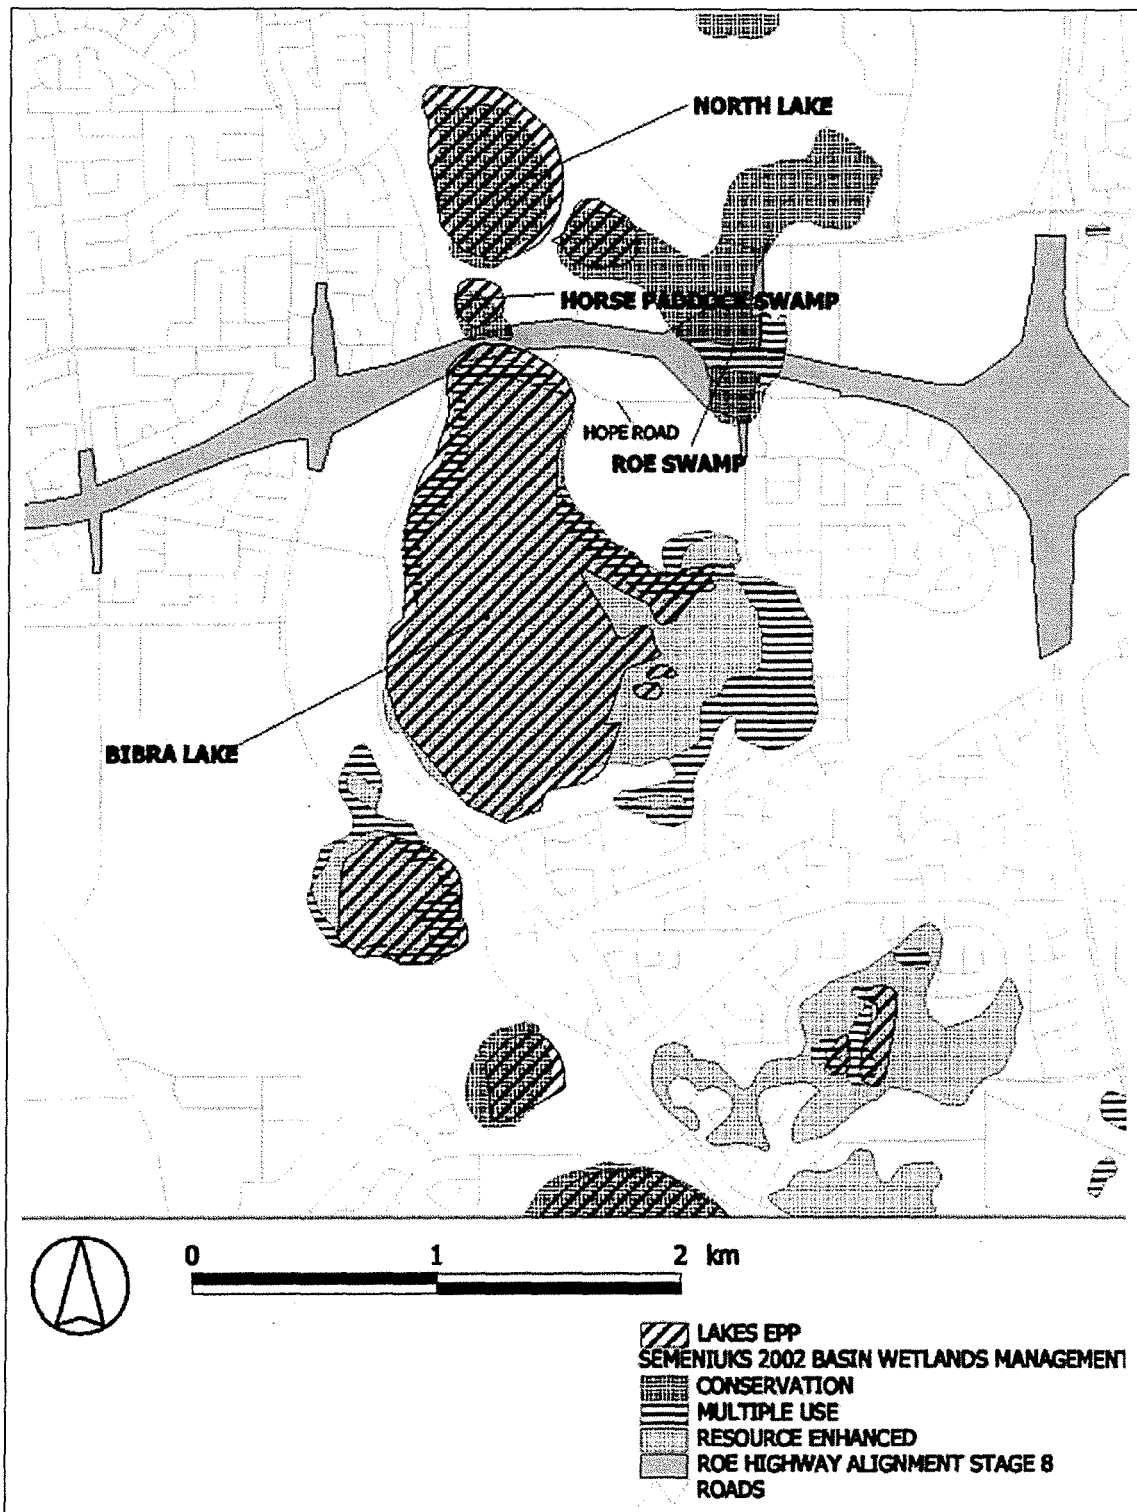 NORTH LAKE
HORSE PADDOCK SWAMP
HOPE ROAD
ROE SWAMP
BIBRA LAKE
0 1 2 km
LAKES EPP
SEMENIUKS 2002 BASIN WETLANDS MANAGEMENT
CONSERVATION
MULTIPLE USE
RESOURCE ENHANCED
ROE HIGHWAY ALIGNMENT STAGE 8
ROADS